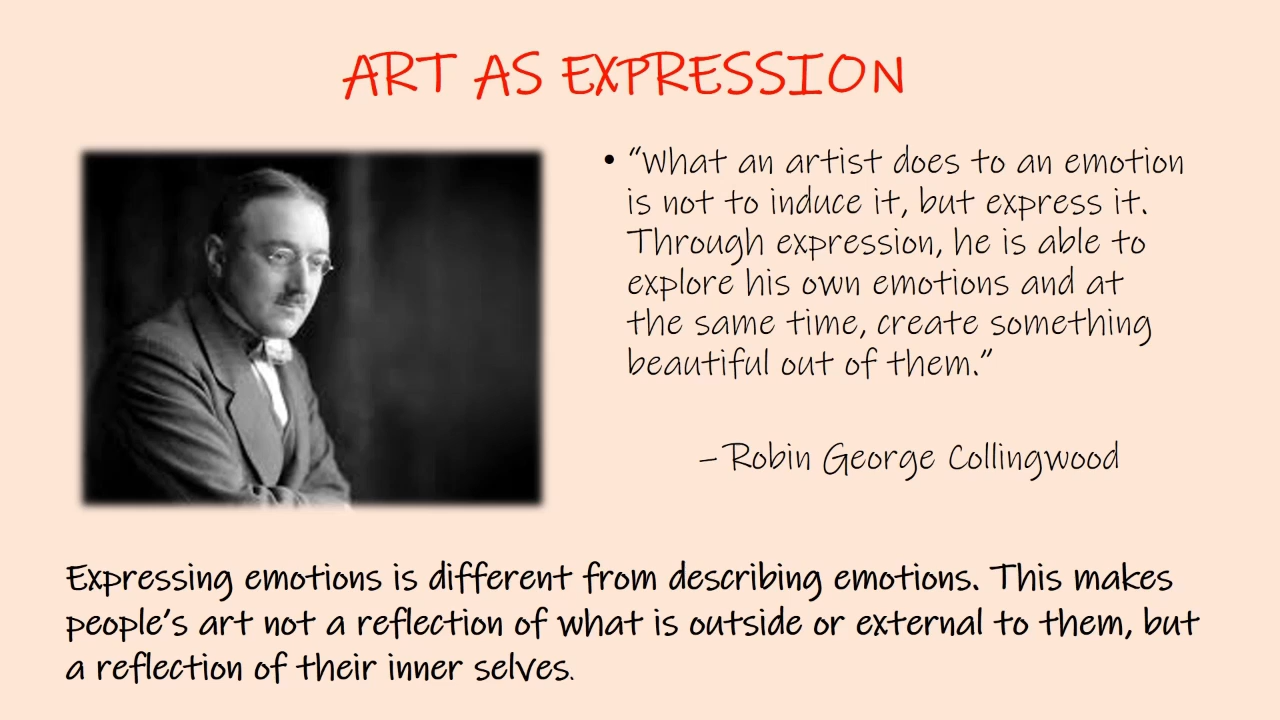 ART AS EXPRESSION
• “What an artist does to an emotion
is not to induce it, but express it.
Through expression, he is able to
explore his own emotions and at
the same time, create something
beautiful out of them.”
– Robin George Collingwood
Expressing emotions is different from describing emotions. This makes
people’s art not a reflection of what is outside or external to them, but
a reflection of their inner selves.